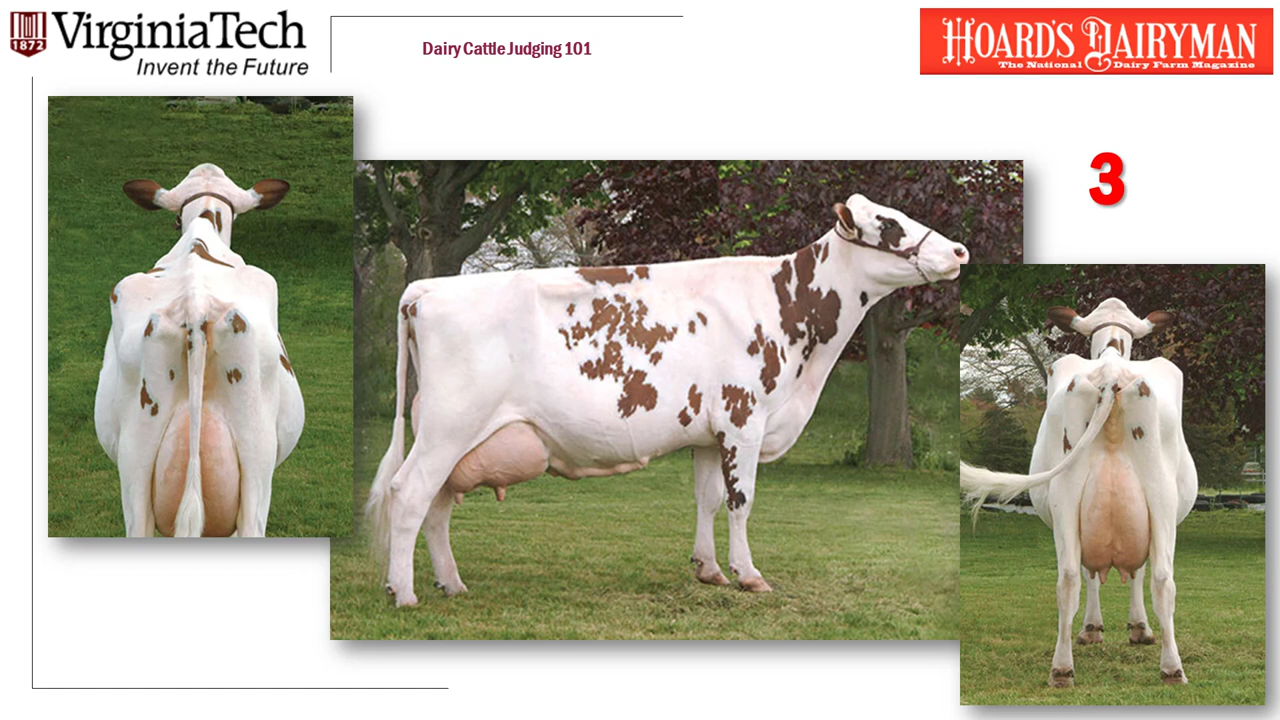 1872
VirginiaTech
Invent the Future
Dairy Cattle Judging 101
HOARD'S DAIRYMAN
The National Dairy Farm Magazine
3